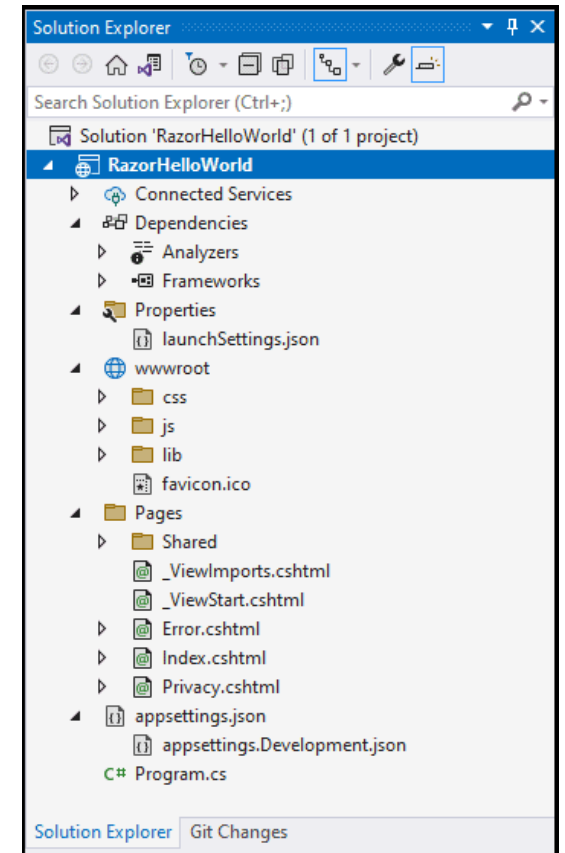 Solution Explorer
Search Solution Explorer (Ctrl+;)
Solution 'RazorHelloWorld' (1 of 1 project)
RazorHelloWorld
Connected Services
Dependencies
Analyzers
Frameworks
Properties
launchSettings.json
wwwroot
css
js
lib
favicon.ico
Pages
Shared
_ViewImports.cshtml
_ViewStart.cshtml
Error.cshtml
Index.cshtml
Privacy.cshtml
appsettings.json
appsettings.Development.json
C# Program.cs
Solution Explorer Git Changes